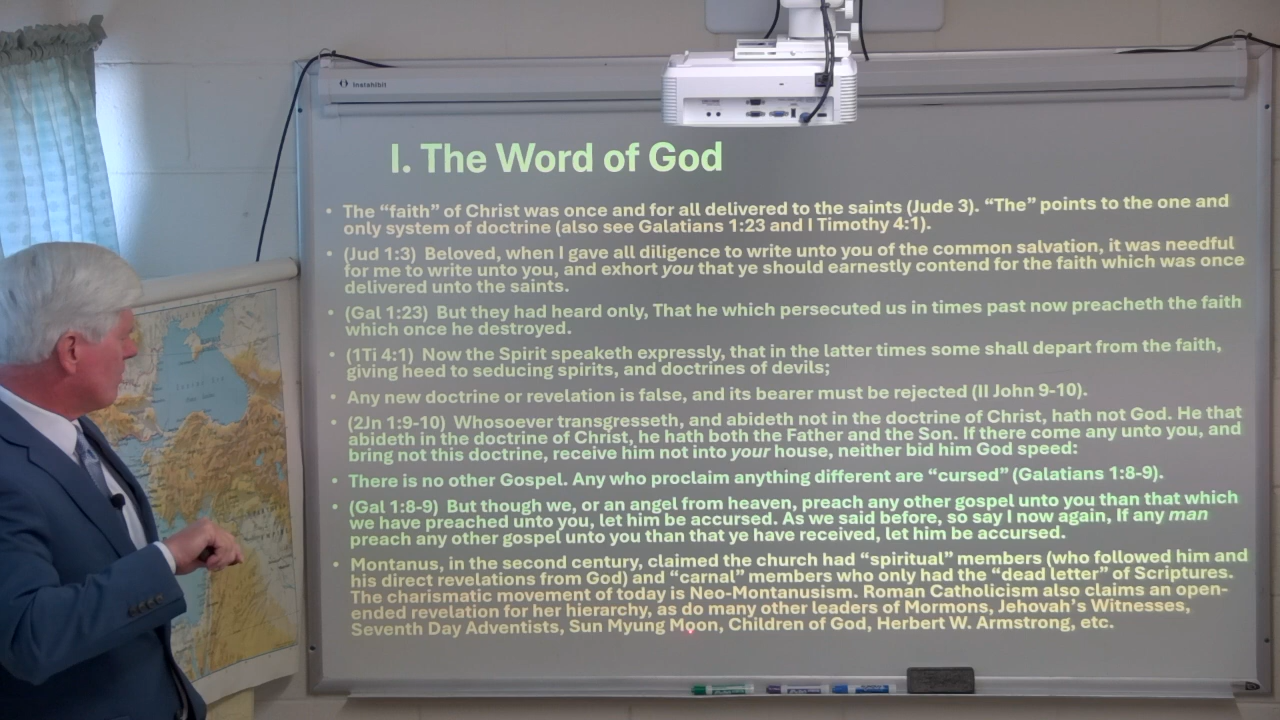 Instahibit
I. The Word of God
• The “faith” of Christ was once and for all delivered to the saints (Jude 3). “The” points to the one and
only system of doctrine (also see Galatians 1:23 and I Timothy 4:1).
• (Jud 1:3) Beloved, when I gave all diligence to write unto you of the common salvation, it was needful
for me to write unto you, and exhort you that ye should earnestly contend for the faith which was once
delivered unto the saints.
• (Gal 1:23) But they had heard only, That he which persecuted us in times past now preacheth the faith
which once he destroyed.
• (1Ti 4:1) Now the Spirit speaketh expressly, that in the latter times some shall depart from the faith,
giving heed to seducing spirits, and doctrines of devils;
• Any new doctrine or revelation is false, and its bearer must be rejected (II John 9-10).
• (2Jn 1:9-10) Whosoever transgresseth, and abideth not in the doctrine of Christ, hath not God. He that
abideth in the doctrine of Christ, he hath both the Father and the Son. If there come any unto you, and
bring not this doctrine, receive him not into your house, neither bid him God speed:
• There is no other Gospel. Any who proclaim anything different are “cursed” (Galatians 1:8-9).
• (Gal 1:8-9) But though we, or an angel from heaven, preach any other gospel unto you than that which
we have preached unto you, let him be accursed. As we said before, so say I now again, If any man
preach any other gospel unto you than that ye have received, let him be accursed.
• Montanus, in the second century, claimed the church had “spiritual” members (who followed him and
his direct revelations from God) and “carnal” members who only had the “dead letter” of Scriptures.
The charismatic movement of today is Neo-Montanusism. Roman Catholicism also claims an open-
ended revelation for her hierarchy, as do many other leaders of Mormons, Jehovah’s Witnesses,
Seventh Day Adventists, Sun Myung Moon, Children of God, Herbert W. Armstrong, etc.